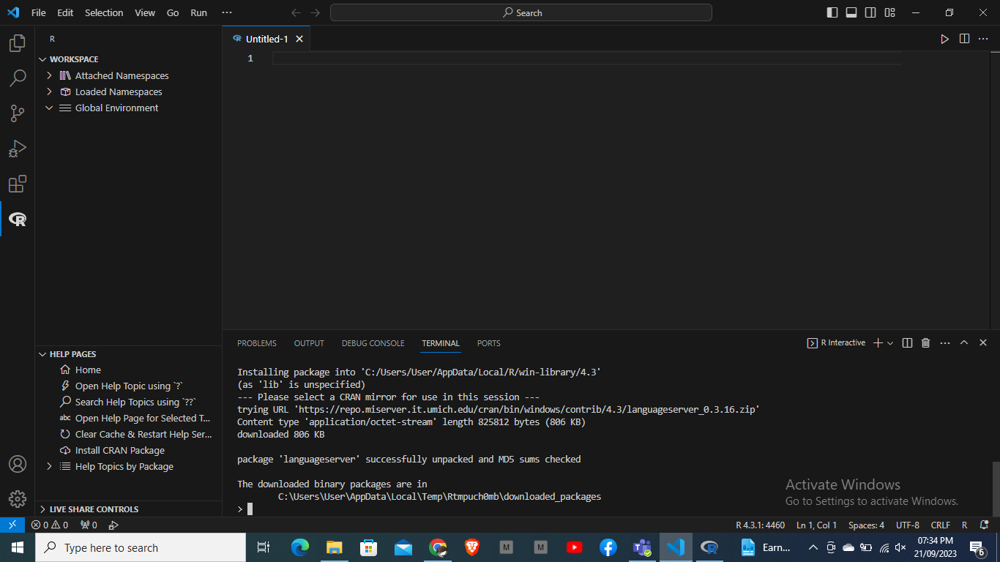 File Edit Selection View Go Run ···
Search
R
WORKSPACE
Attached Namespaces
Loaded Namespaces
Global Environment
Untitled-1
1
HELP PAGES
Home
Open Help Topic using `?`
Search Help Topics using `??`
abc Open Help Page for Selected T...
Clear Cache & Restart Help Ser...
Install CRAN Package
Help Topics by Package
LIVE SHARE CONTROLS
PROBLEMS OUTPUT DEBUG CONSOLE TERMINAL PORTS
R Interactive
Installing package into 'C:/Users/User/AppData/Local/R/win-library/4.3'
(as 'lib' is unspecified)
--- Please select a CRAN mirror for use in this session ---
trying URL 'https://repo.miserver.it.umich.edu/cran/bin/windows/contrib/4.3/languageserver_0.3.16.zip'
Content type 'application/octet-stream' length 825812 bytes (806 KB)
downloaded 806 KB
package 'languageserver' successfully unpacked and MD5 sums checked
The downloaded binary packages are in
C:\Users\User\AppData\Local\Temp\Rtmpuch0mb\downloaded_packages
>
Activate Windows
Go to Settings to activate Windows.
0 0 0
R 4.3.1: 4460 Ln 1, Col 1 Spaces: 4 UTF-8 CRLF R
Type here to search
M M
Earn...
07:34 PM
21/09/2023
6